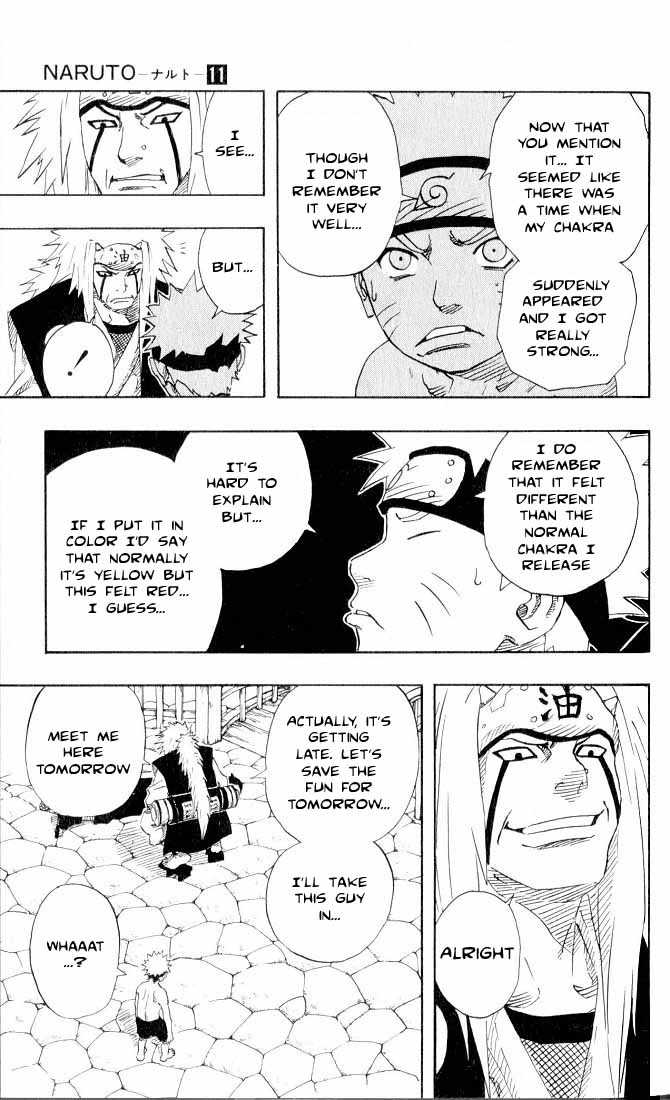 NARUTO —ナルト— 11
NOW THAT
YOU MENTION
IT... IT
SEEMED LIKE
THERE WAS
A TIME WHEN
MY CHAKRA
SUDDENLY
APPEARED
AND I GOT
REALLY
STRONG...
THOUGH
I DON'T
REMEMBER
IT VERY
WELL...
I
SEE...
BUT...
!
油
I DO
REMEMBER
THAT IT FELT
DIFFERENT
THAN THE
NORMAL
CHAKRA I
RELEASE
IT'S
HARD TO
EXPLAIN
BUT...
IF I PUT IT IN
COLOR I'D SAY
THAT NORMALLY
IT'S YELLOW BUT
THIS FELT RED...
I GUESS...
油
ALRIGHT
ACTUALLY, IT'S
GETTING
LATE. LET'S
SAVE THE
FUN FOR
TOMORROW...
I'LL TAKE
THIS GUY
IN...
MEET ME
HERE
TOMORROW
WHAAAT
...?